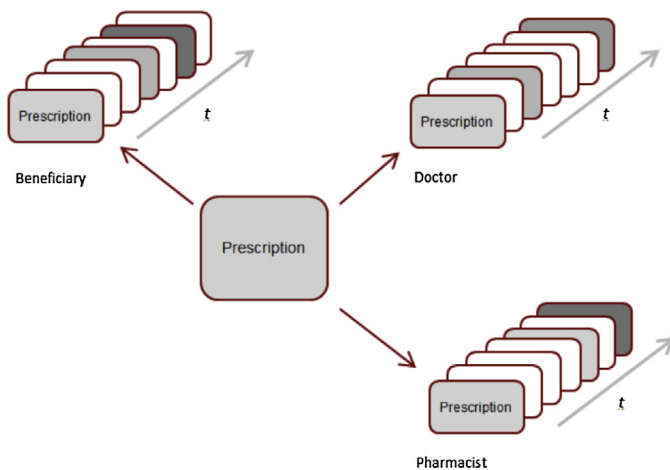 Prescription
t
Beneficiary
Prescription
t
Doctor
Prescription
Prescription
t
Pharmacist